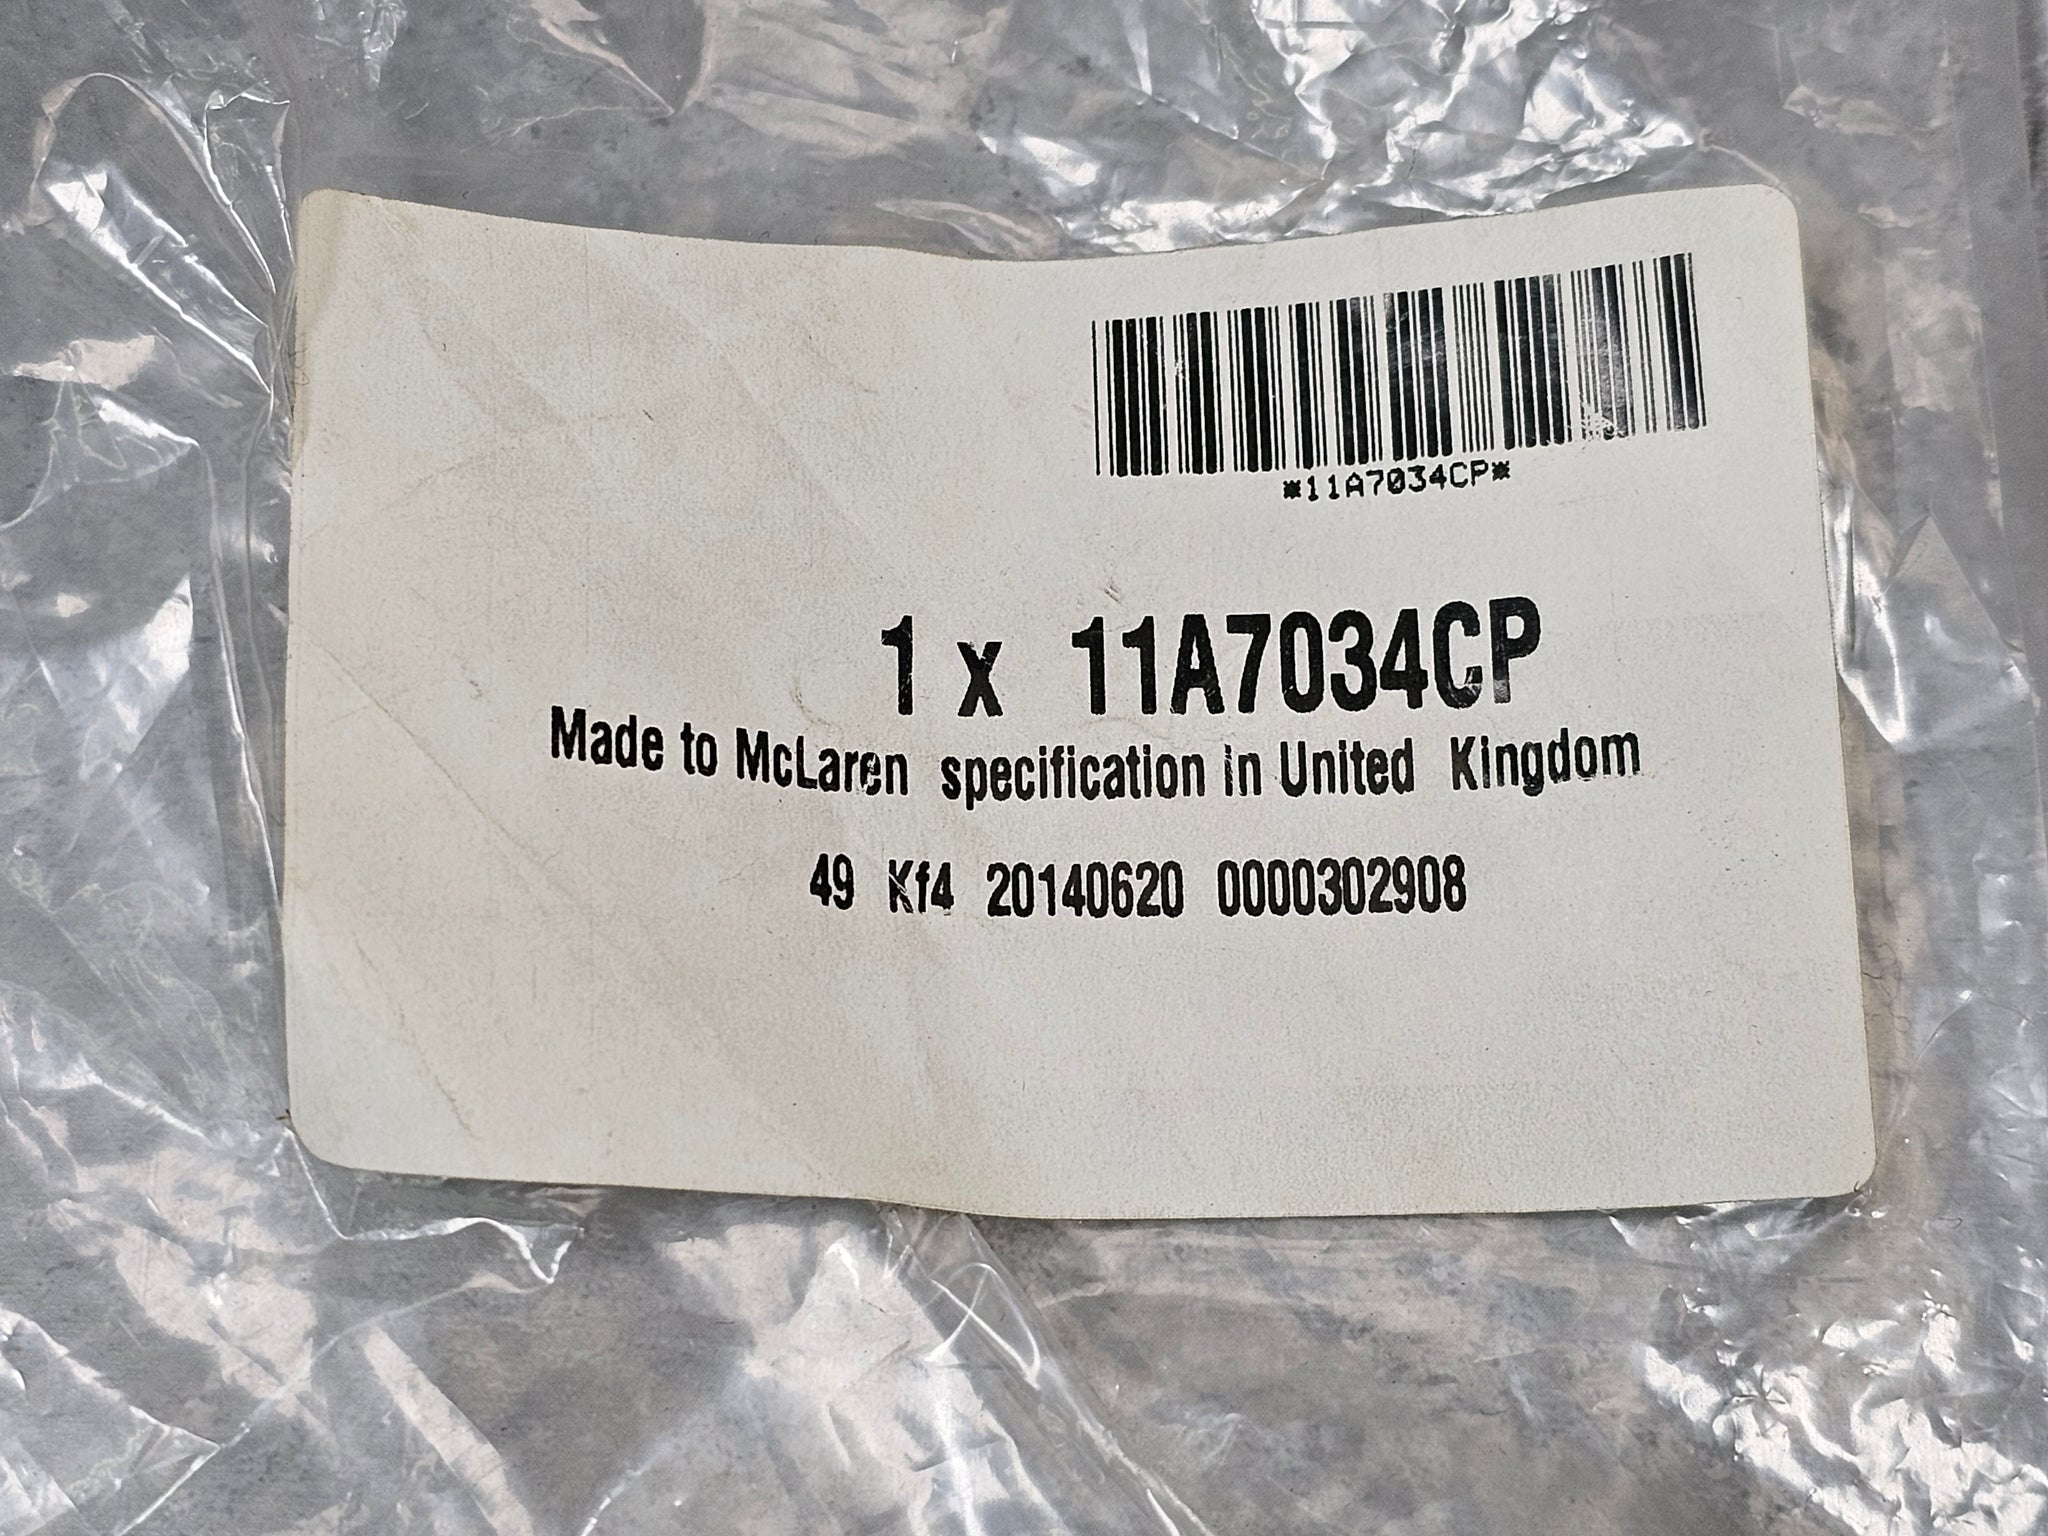 *11A7034CP*
1 x 11A7034CP
Made to McLaren specification in United Kingdom
49 Kf4 20140620 0000302908